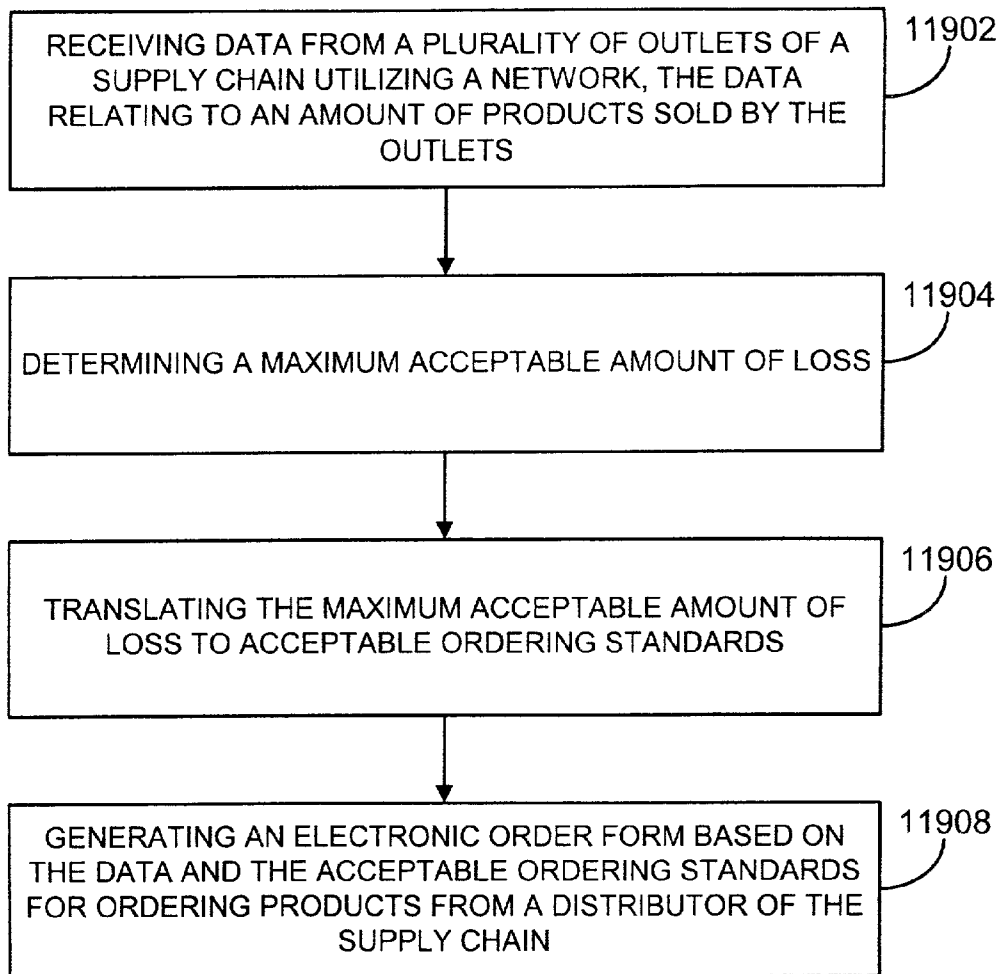 RECEIVING DATA FROM A PLURALITY OF OUTLETS OF A
SUPPLY CHAIN UTILIZING A NETWORK, THE DATA
RELATING TO AN AMOUNT OF PRODUCTS SOLD BY THE
OUTLETS
11902
DETERMINING A MAXIMUM ACCEPTABLE AMOUNT OF LOSS
11904
TRANSLATING THE MAXIMUM ACCEPTABLE AMOUNT OF
LOSS TO ACCEPTABLE ORDERING STANDARDS
11906
GENERATING AN ELECTRONIC ORDER FORM BASED ON
THE DATA AND THE ACCEPTABLE ORDERING STANDARDS
FOR ORDERING PRODUCTS FROM A DISTRIBUTOR OF THE
SUPPLY CHAIN
11908